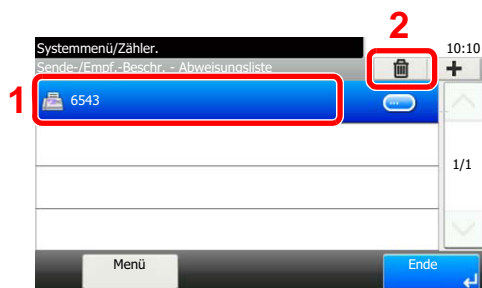 2
Systemmenü/Zähler.
10:10
Sende-/Empf.-Beschr. - Abweisungsliste
1
6543
1/1
Menü
Ende